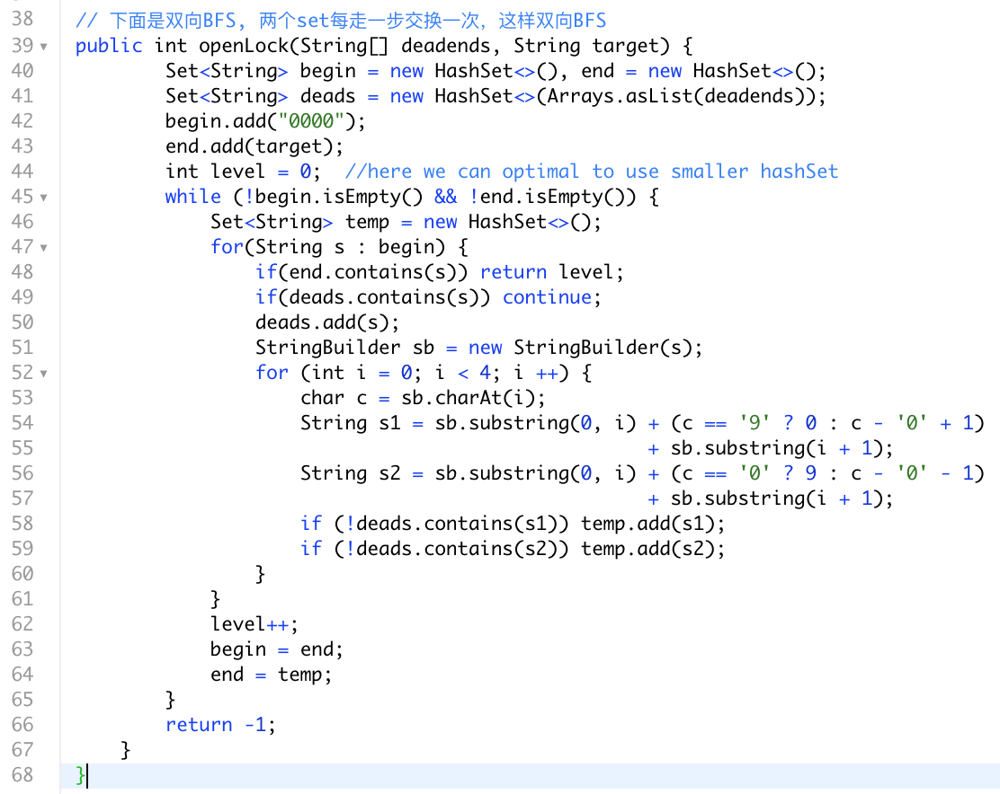 38 // 下面是双向BFS, 两个set每走一步交换一次，这样双向BFS
39 public int openLock(String[] deadends, String target) {
40 Set<String> begin = new HashSet<>(), end = new HashSet<>();
41 Set<String> deads = new HashSet<>(Arrays.asList(deadends));
42 begin.add("0000");
43 end.add(target);
44 int level = 0;  //here we can optimal to use smaller hashSet
45 while (!begin.isEmpty() && !end.isEmpty()) {
46 Set<String> temp = new HashSet<>();
47 for(String s : begin) {
48 if(end.contains(s)) return level;
49 if(deads.contains(s)) continue;
50 deads.add(s);
51 StringBuilder sb = new StringBuilder(s);
52 for (int i = 0; i < 4; i ++) {
53 char c = sb.charAt(i);
54 String s1 = sb.substring(0, i) + (c == '9' ? 0 : c - '0' + 1)
55 + sb.substring(i + 1);
56 String s2 = sb.substring(0, i) + (c == '0' ? 9 : c - '0' - 1)
57 + sb.substring(i + 1);
58 if (!deads.contains(s1)) temp.add(s1);
59 if (!deads.contains(s2)) temp.add(s2);
60 }
61 }
62 level++;
63 begin = end;
64 end = temp;
65 }
66 return -1;
67 }
68 }